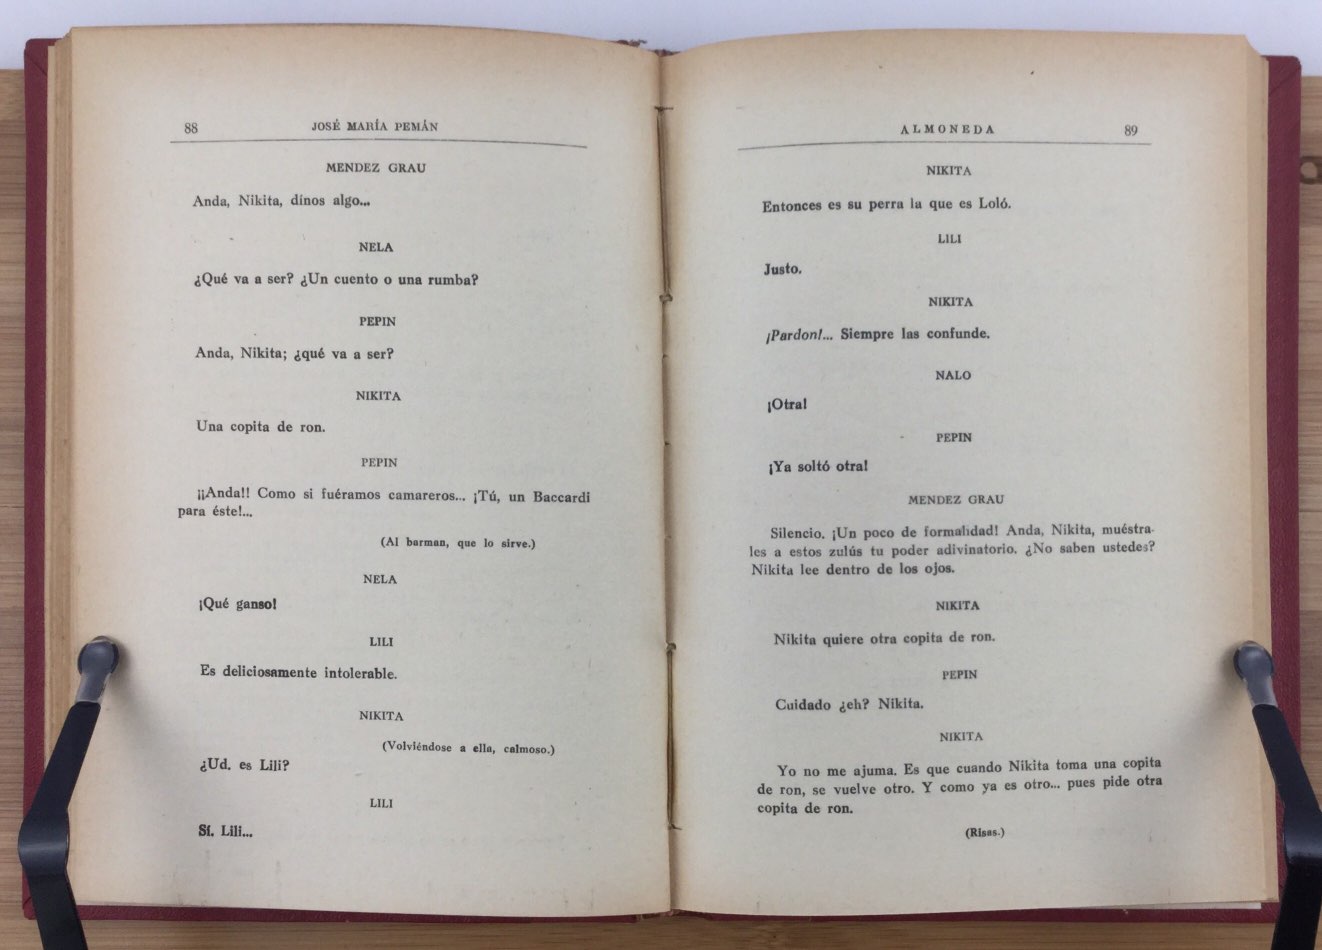 88
JOSÉ MARÍA PEMÁN
MENDEZ GRAU
Anda, Nikita, dínos algo...
NELA
¿Qué va a ser? ¿Un cuento o una rumba?
PEPIN
Anda, Nikita; ¿qué va a ser?
NIKITA
Una copita de ron.
PEPIN
¡¡Anda!! Como si fuéramos camareros... ¡Tú, un Baccardi
para éste!...
(Al barman, que lo sirve.)
NELA
¡Qué ganso!
LILI
Es deliciosamente intolerable.
NIKITA
(Volviéndose a ella, calmoso.)
¿Ud. es Lili?
LILI
Sí. Lili...
ALMONEDA
89
NIKITA
Entonces es su perra la que es Loló.
LILI
Justo.
NIKITA
¡Pardon!... Siempre las confunde.
NALO
¡Otra!
PEPIN
¡Ya soltó otra!
MENDEZ GRAU
Silencio. ¡Un poco de formalidad! Anda, Nikita, muéstra-
les a estos zulús tu poder adivinatorio. ¿No saben ustedes?
Nikita lee dentro de los ojos.
NIKITA
Nikita quiere otra copita de ron.
PEPIN
Cuidado ¿eh? Nikita.
NIKITA
Yo no me ajuma. Es que cuando Nikita toma una copita
de ron, se vuelve otro. Y como ya es otro... pues pide otra
copita de ron.
(Risas.)